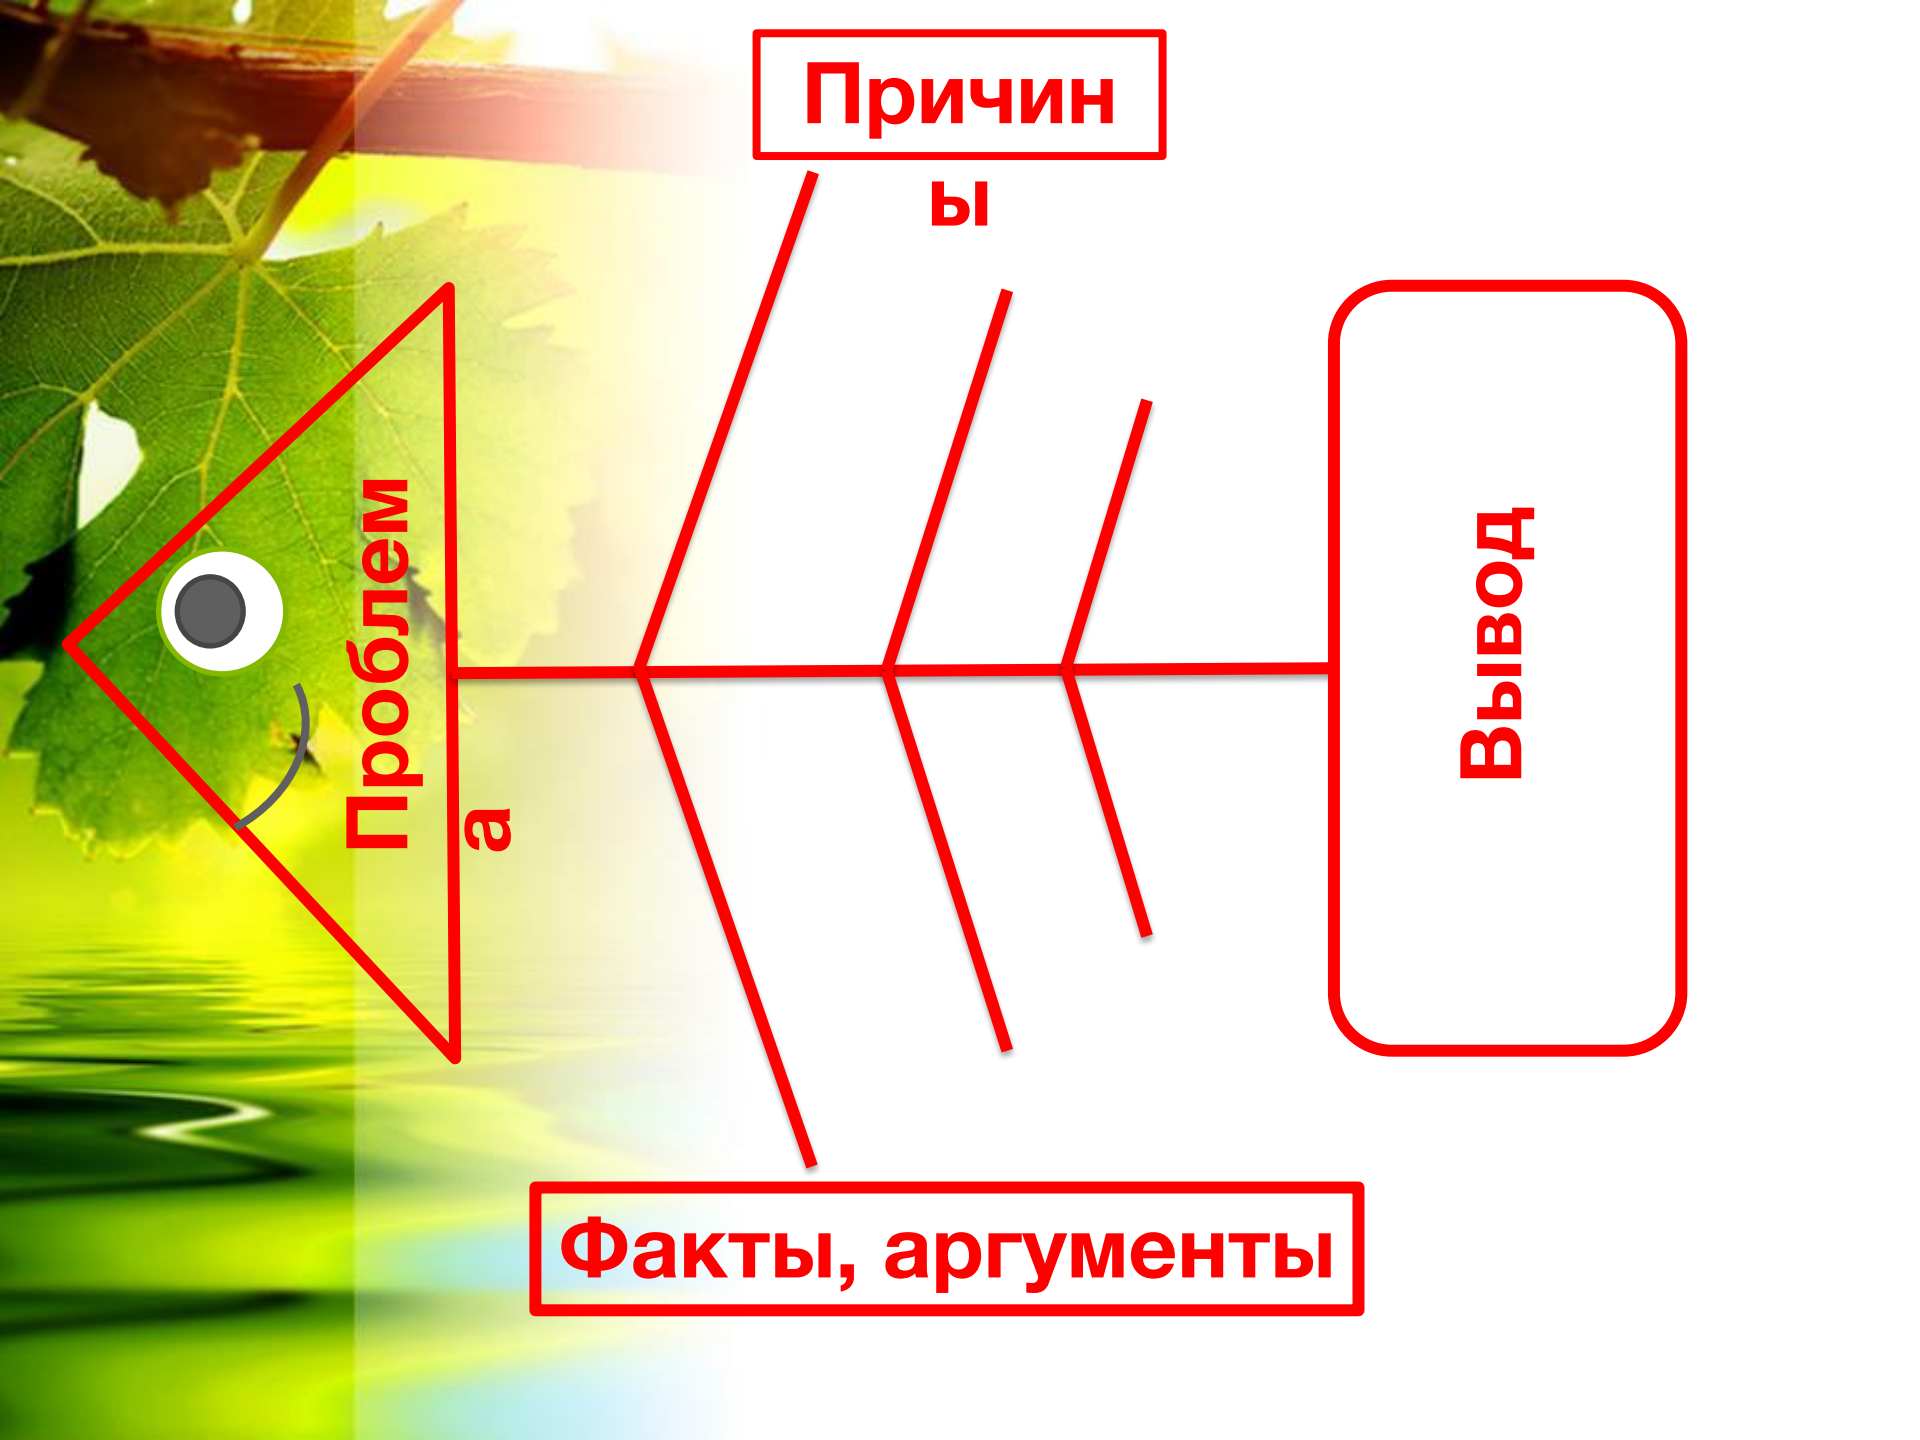 Причин
ы
Проблем
а
Вывод
Факты, аргументы